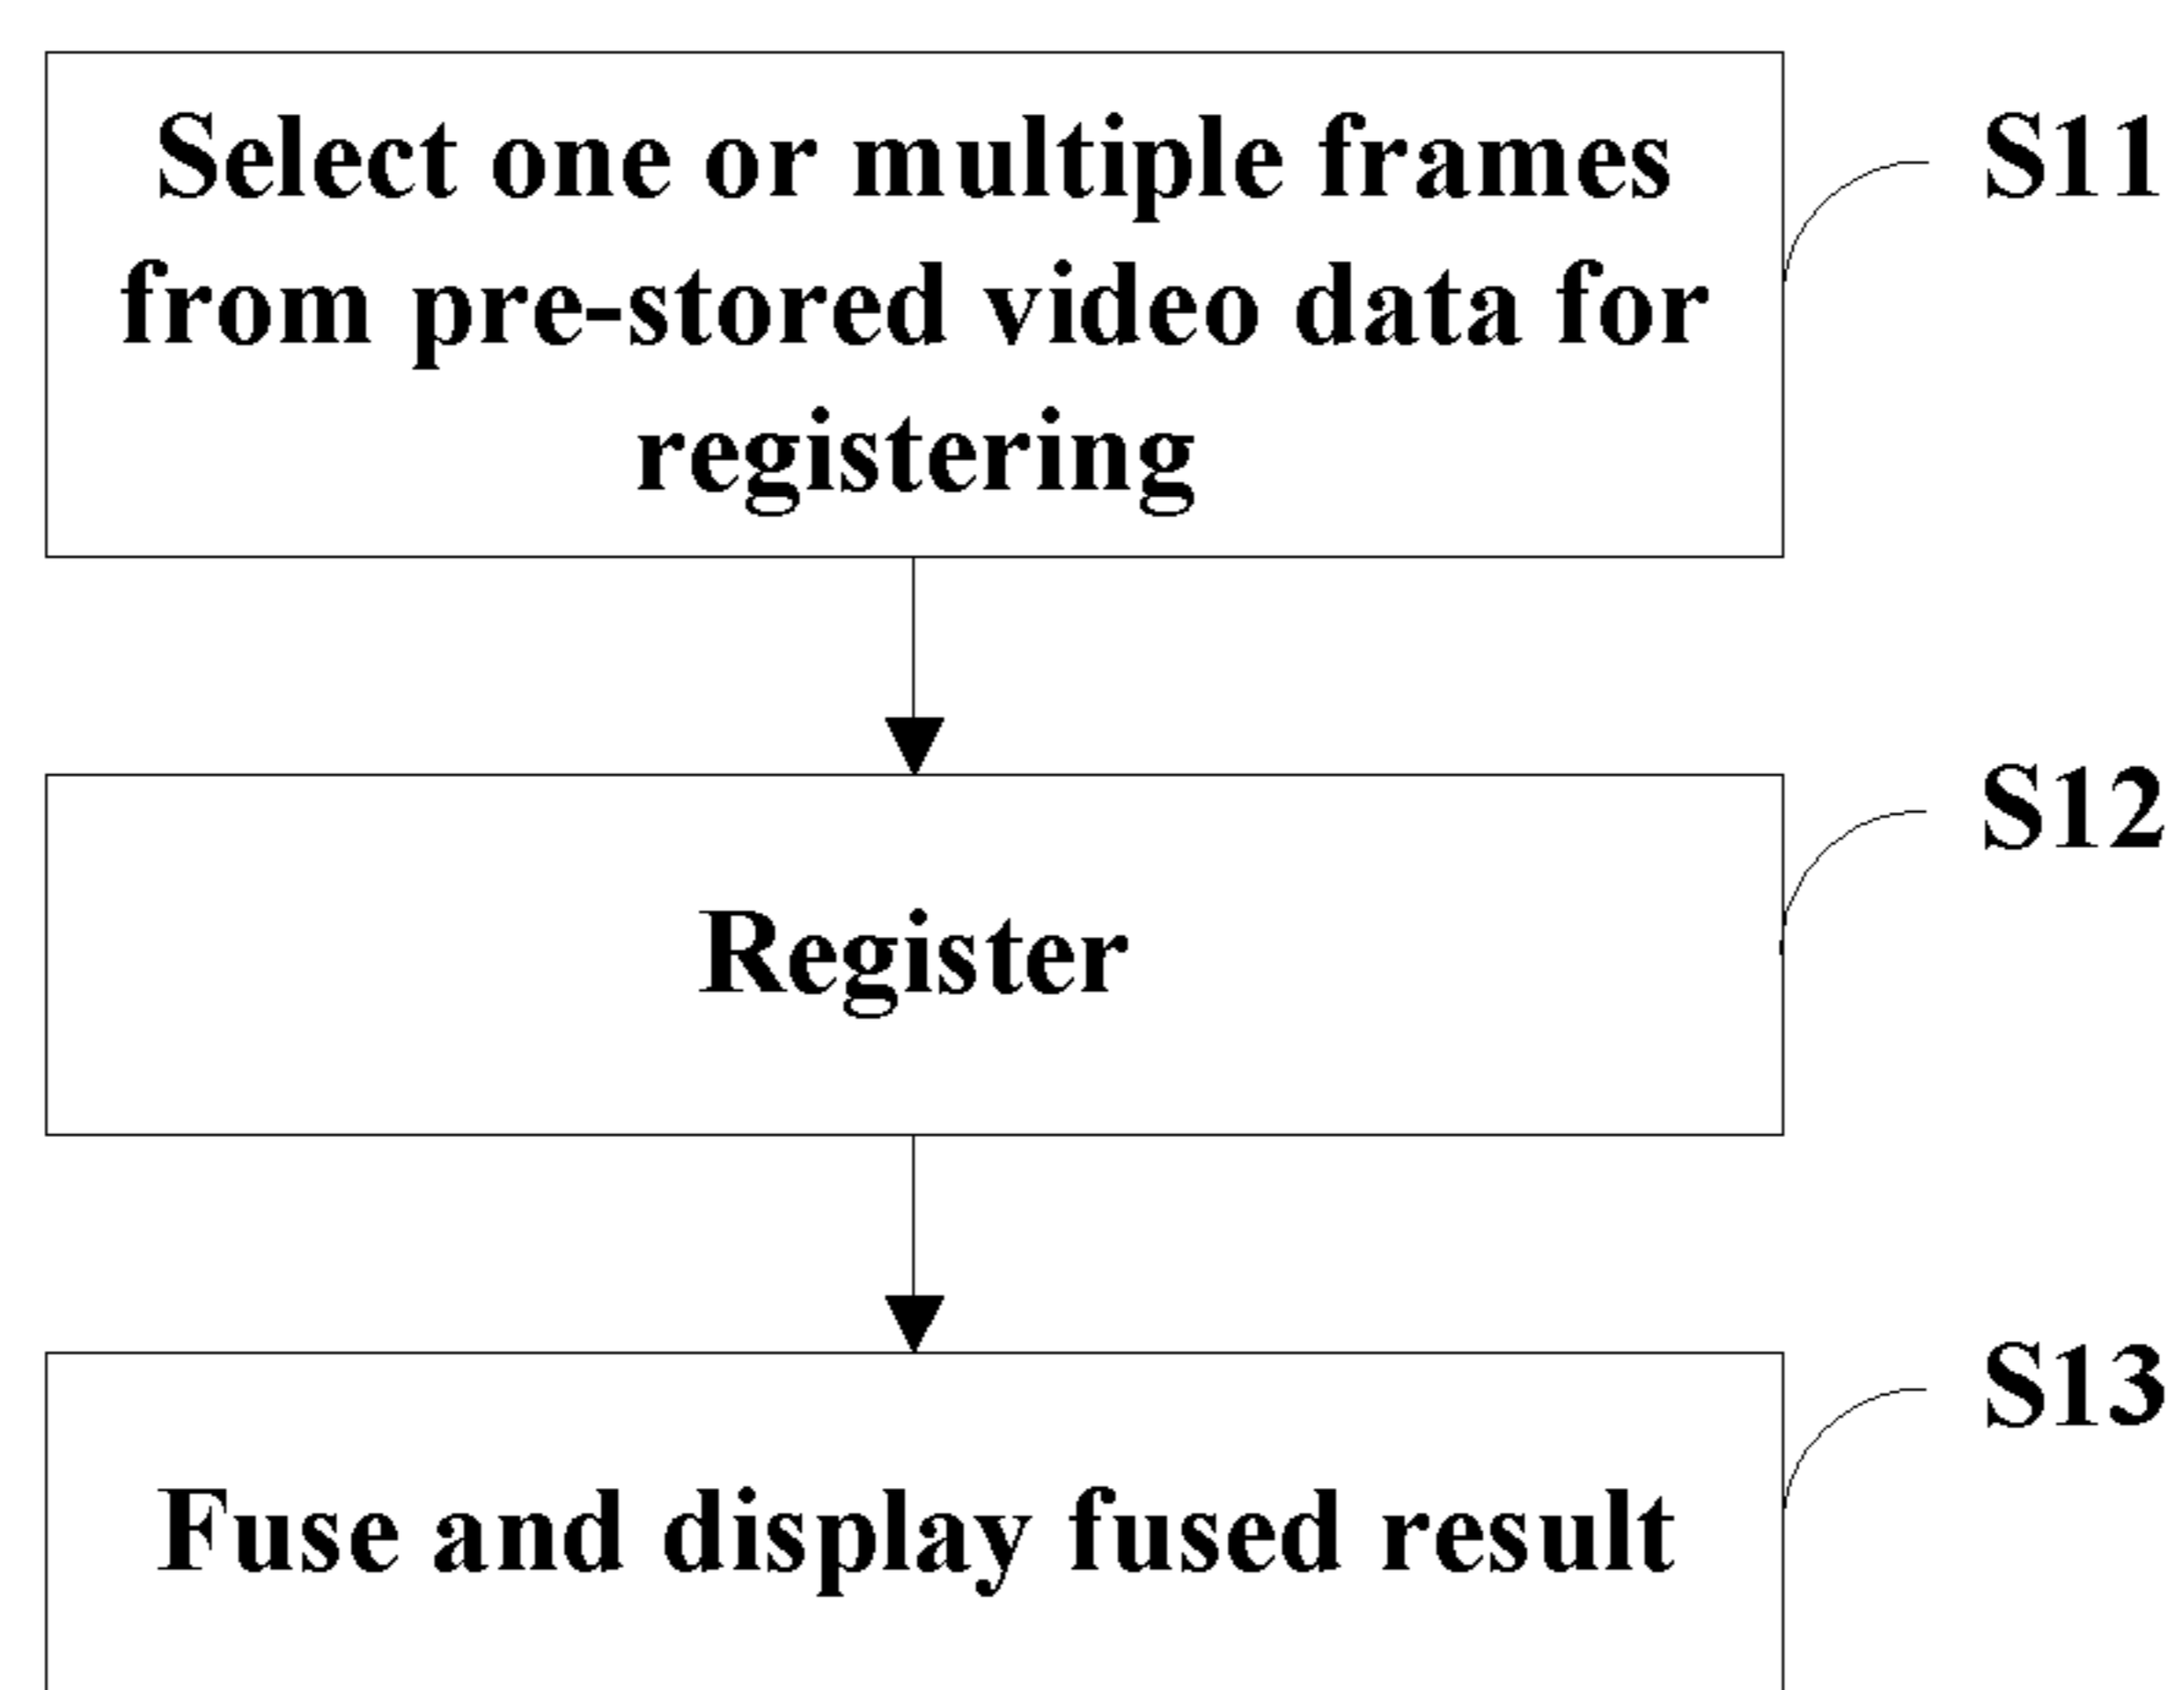 Select one or multiple frames
from pre-stored video data for
registering
S11
Register
S12
Fuse and display fused result
S13